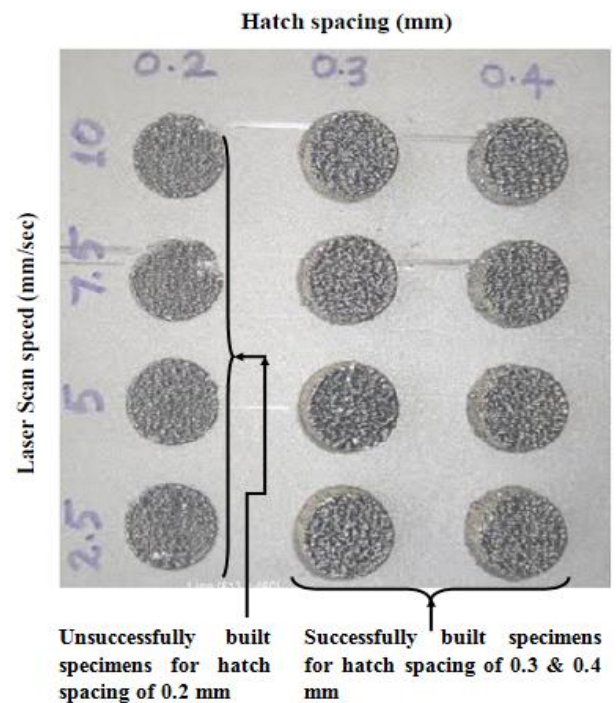 Hatch spacing (mm)
0.2 0.3 0.4
10
7.5
5
2.5
Laser Scan speed (mm/sec)
Unsuccessfully built
specimens for hatch
spacing of 0.2 mm
Successfully built specimens
for hatch spacing of 0.3 & 0.4
mm